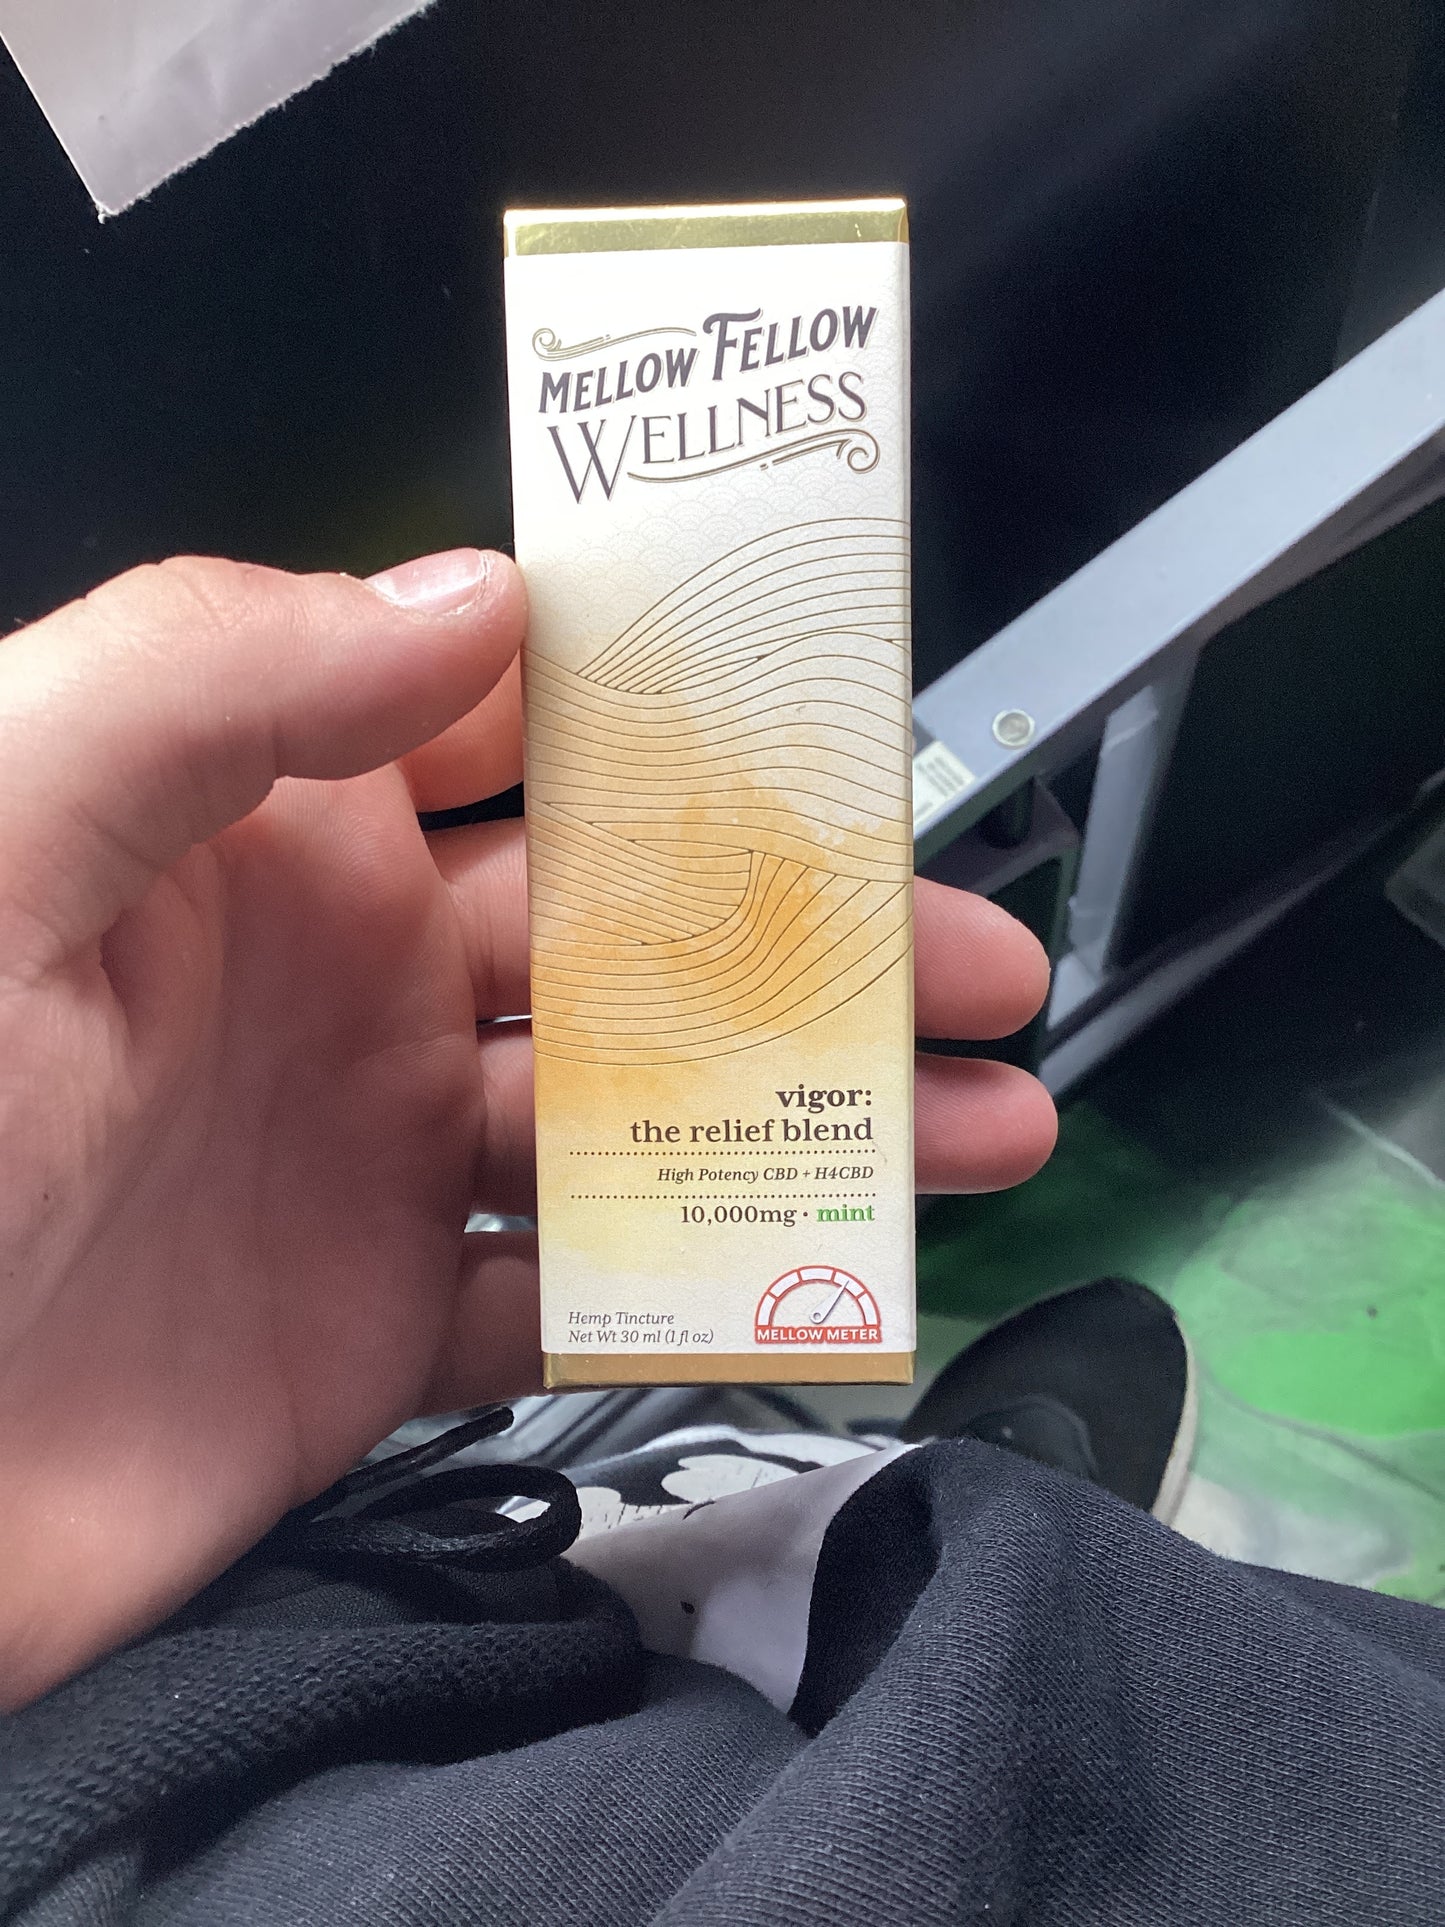 MELLOW FELLOW
WELLNESS
vigor:
the relief blend
High Potency CBD + H4CBD
10,000mg · mint
Hemp Tincture
Net Wt 30 ml (1 fl oz)
MELLOW METER